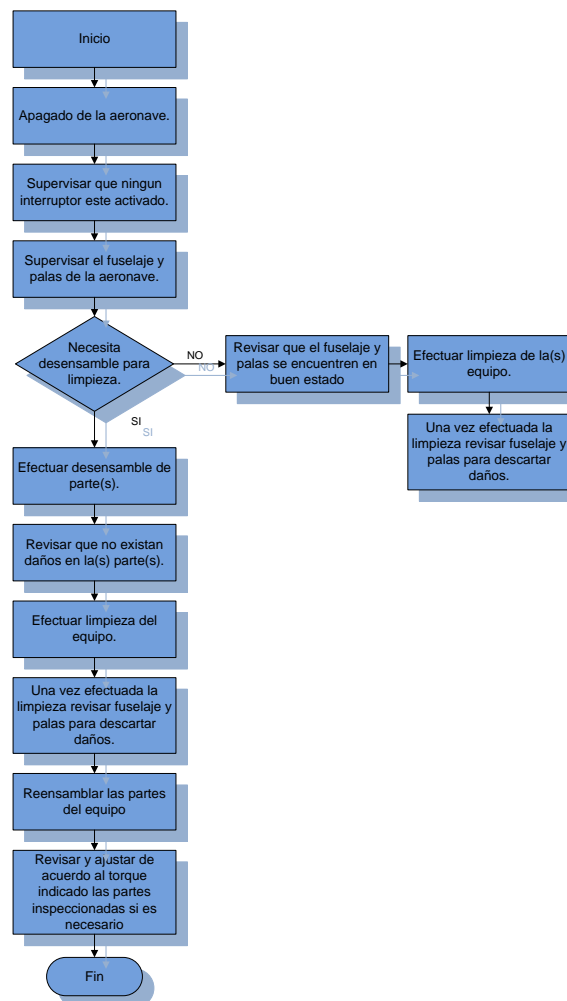 Inicio
Apagado de la aeronave.
Supervisar que ningun
interruptor este activado.
Supervisar el fuselaje y
palas de la aeronave.
Necesita
desensamble para
limpieza.
NO
NO
Revisar que el fuselaje y
palas se encuentren en
buen estado
Efectuar limpieza de la(s)
equipo.
Una vez efectuada la
limpieza revisar fuselaje y
palas para descartar
daños.
SI
SI
Efectuar desensamble de
parte(s).
Revisar que no existan
daños en la(s) parte(s).
Efectuar limpieza del
equipo.
Una vez efectuada la
limpieza revisar fuselaje y
palas para descartar
daños.
Reensamblar las partes
del equipo
Revisar y ajustar de
acuerdo al torque
indicado las partes
inspeccionadas si es
necesario
Fin